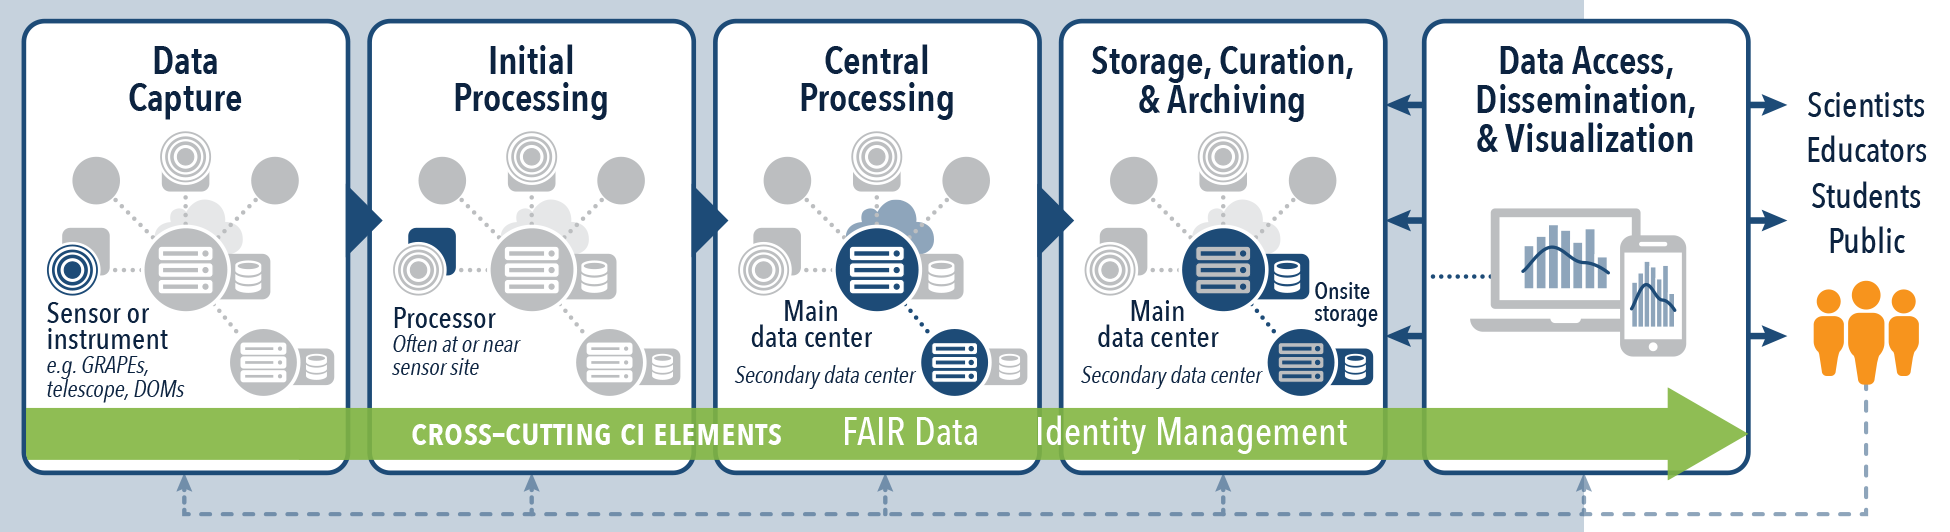 Data
Capture
Sensor or
instrument
e.g. GRAPEs,
telescope, DOMs
Initial
Processing
Processor
Often at or near
sensor site
Central
Processing
Main
data center
Secondary data center
Storage, Curation,
& Archiving
Onsite
storage
Main
data center
Secondary data center
Data Access,
Dissemination,
& Visualization
Scientists
Educators
Students
Public
CROSS–CUTTING CI ELEMENTS FAIR Data Identity Management